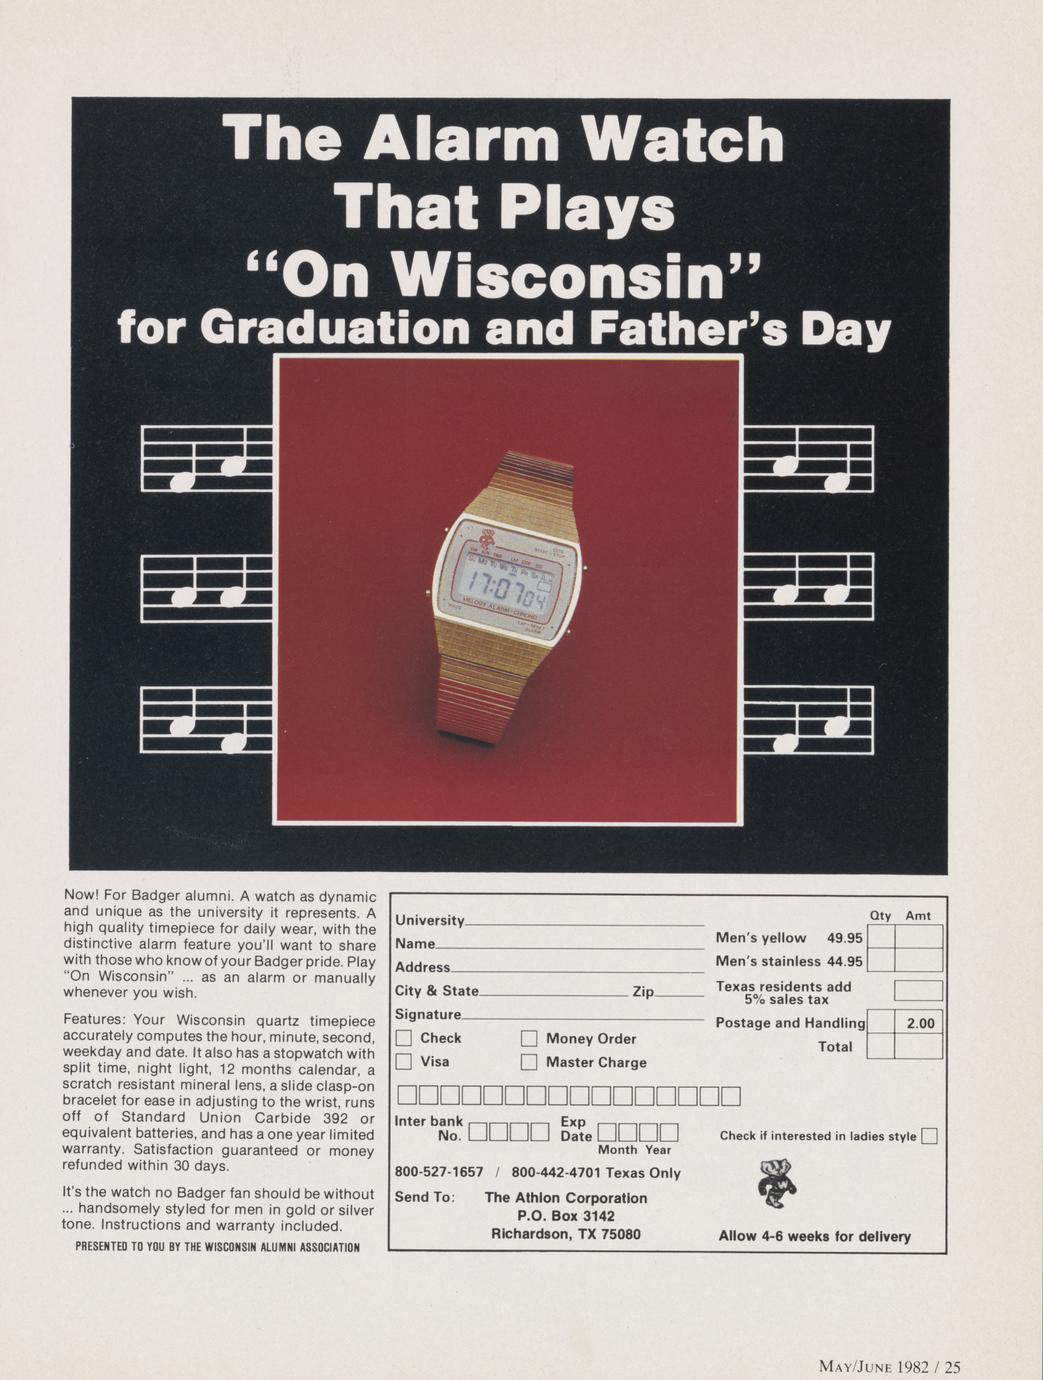 The Alarm Watch
That Plays
“On Wisconsin”
for Graduation and Father’s Day
17:07 04
MELODY ALARM-CHRONO
Now! For Badger alumni. A watch as dynamic
and unique as the university it represents. A
high quality timepiece for daily wear, with the
distinctive alarm feature you’ll want to share
with those who know of your Badger pride. Play
“On Wisconsin” ... as an alarm or manually
whenever you wish.
Features: Your Wisconsin quartz timepiece
accurately computes the hour, minute, second,
weekday and date. It also has a stopwatch with
split time, night light, 12 months calendar, a
scratch resistant mineral lens, a slide clasp-on
bracelet for ease in adjusting to the wrist, runs
off of Standard Union Carbide 392 or
equivalent batteries, and has a one year limited
warranty. Satisfaction guaranteed or money
refunded within 30 days.
It’s the watch no Badger fan should be without
... handsomely styled for men in gold or silver
tone. Instructions and warranty included.
PRESENTED TO YOU BY THE WISCONSIN ALUMNI ASSOCIATION
University
Name
Address
City & State Zip
Signature
Check Money Order
Visa Master Charge
Inter bank No.
Exp Date
Month Year
800-527-1657 / 800-442-4701 Texas Only
Send To: The Athlon Corporation
P.O. Box 3142
Richardson, TX 75080
Qty Amt
Men’s yellow 49.95
Men’s stainless 44.95
Texas residents add
5% sales tax
Postage and Handling 2.00
Total
Check if interested in ladies style
W
Allow 4-6 weeks for delivery
MAY/JUNE 1982 / 25